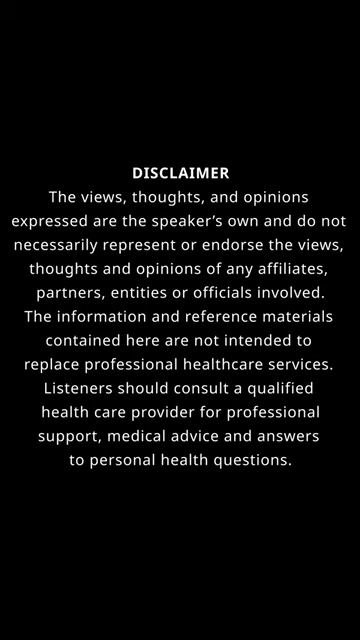 DISCLAIMER
The views, thoughts, and opinions
expressed are the speaker's own and do not
necessarily represent or endorse the views,
thoughts and opinions of any affiliates,
partners, entities or officials involved.
The information and reference materials
contained here are not intended to
replace professional healthcare services.
Listeners should consult a qualified
health care provider for professional
support, medical advice and answers
to personal health questions.